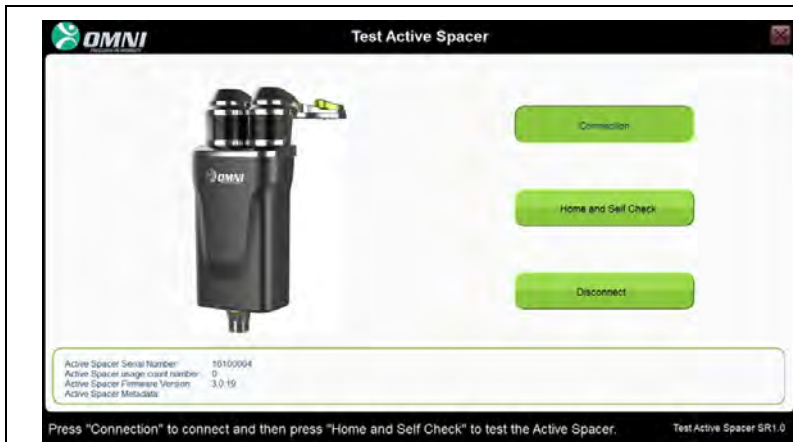 OMNI
Test Active Spacer
OMNI
Connection
Home and Self Check
Disconnect
Active Spacer Serial Number: 16100004
Active Spacer usage count number: 0
Active Spacer Firmware Version: 3.0.19
Active Spacer Metadata:
Press "Connection" to connect and then press "Home and Self Check" to test the Active Spacer.
Test Active Spacer SR1.0